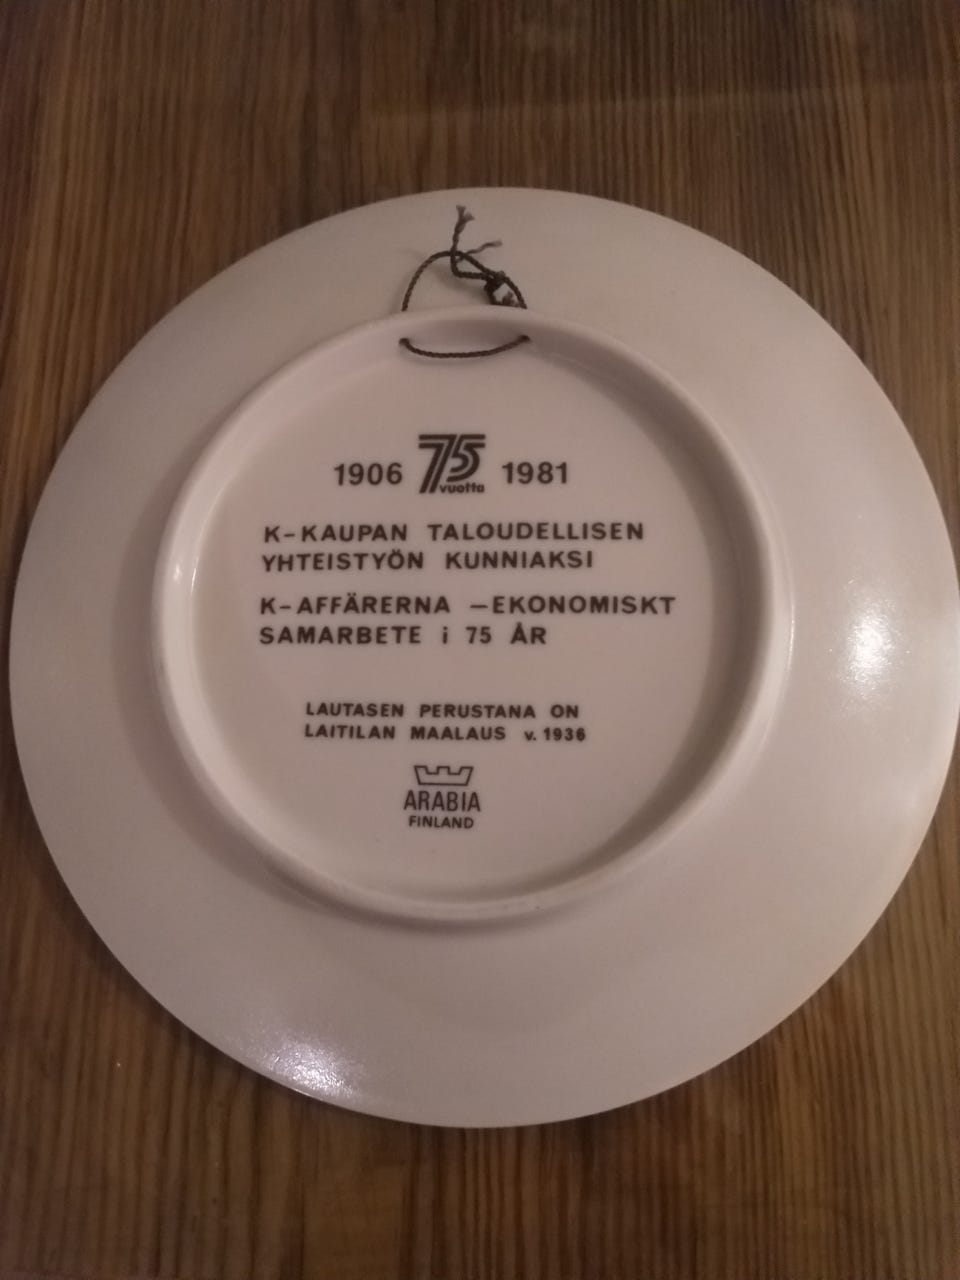 1906 75 vuotta 1981
K-KAUPAN TALOUDELLISEN
YHTEISTYÖN KUNNIAKSI
K-AFFÄRERNA –EKONOMISKT
SAMARBETE i 75 ÅR
LAUTASEN PERUSTANA ON
LAITILAN MAALAUS v. 1936
ARABIA
FINLAND